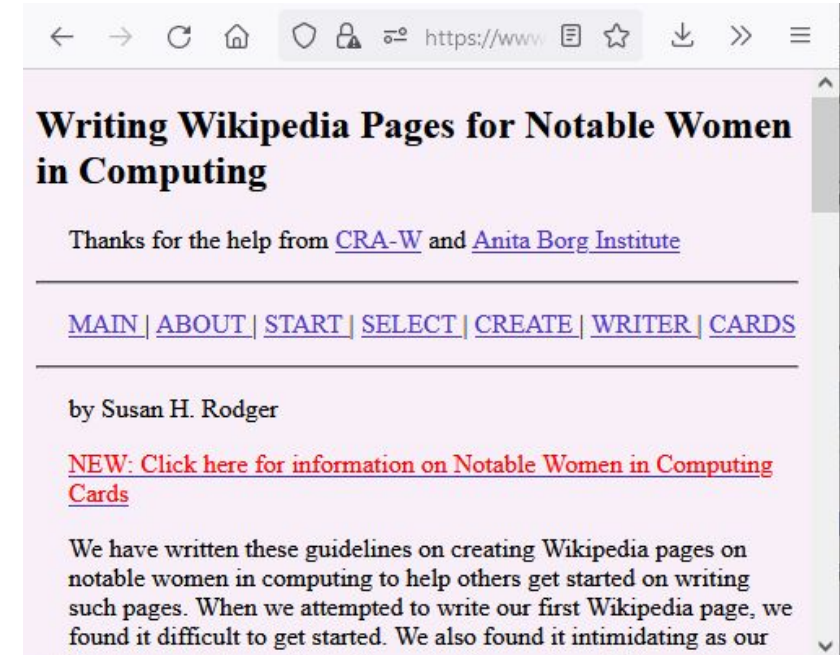 https://www
Writing Wikipedia Pages for Notable Women
in Computing
Thanks for the help from CRA-W and Anita Borg Institute
MAIN | ABOUT | START | SELECT | CREATE | WRITER | CARDS
by Susan H. Rodger
NEW: Click here for information on Notable Women in Computing
Cards
We have written these guidelines on creating Wikipedia pages on
notable women in computing to help others get started on writing
such pages. When we attempted to write our first Wikipedia page, we
found it difficult to get started. We also found it intimidating as our